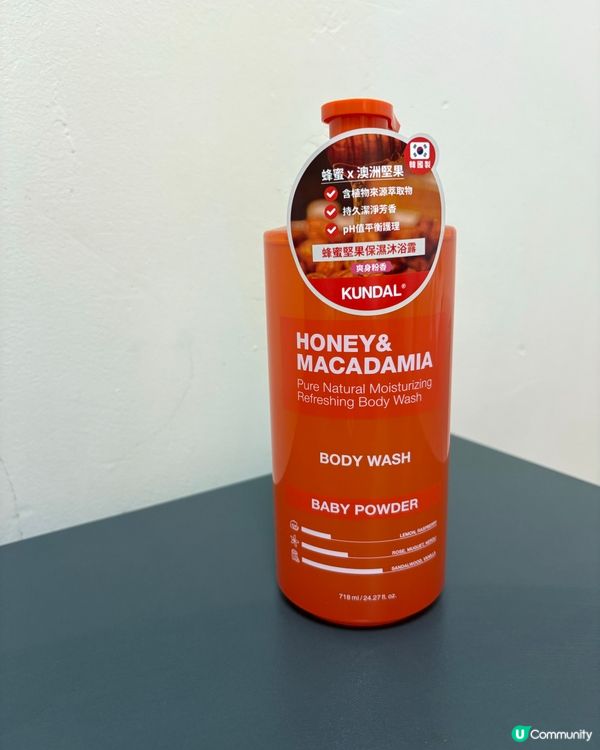 韓國製
蜂蜜 x 澳洲堅果
含植物來源萃取物
持久潔淨芳香
pH值平衡護理
蜂蜜堅果保濕沐浴露
爽身粉香
KUNDAL®
HONEY&
MACADAMIA
Pure Natural Moisturizing
Refreshing Body Wash
BODY WASH
BABY POWDER
LEMON, RASPBERRY
ROSE, MUGUET, NEROLI
SANDALWOOD, VANILLA
718 ml / 24.27 fl. oz.
U Community